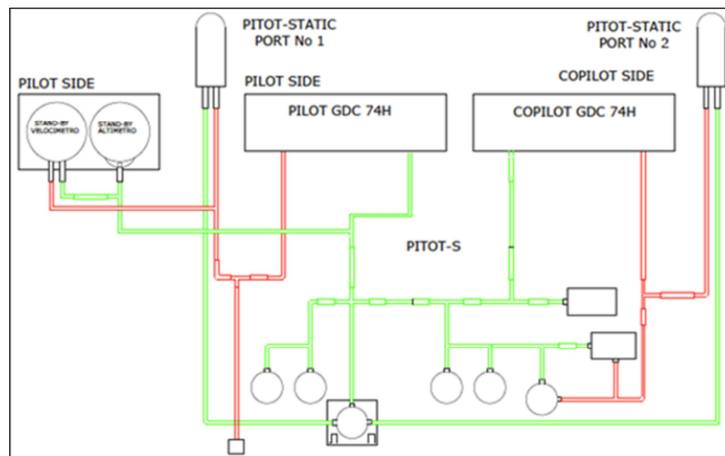 PITOT-STATIC
PORT No 1
PITOT-STATIC
PORT No 2
PILOT SIDE
PILOT SIDE
COPILOT SIDE
STAND-BY
VELOCIMETRO
STAND-BY
ALTIMETRO
PILOT GDC 74H
COPILOT GDC 74H
PITOT-S